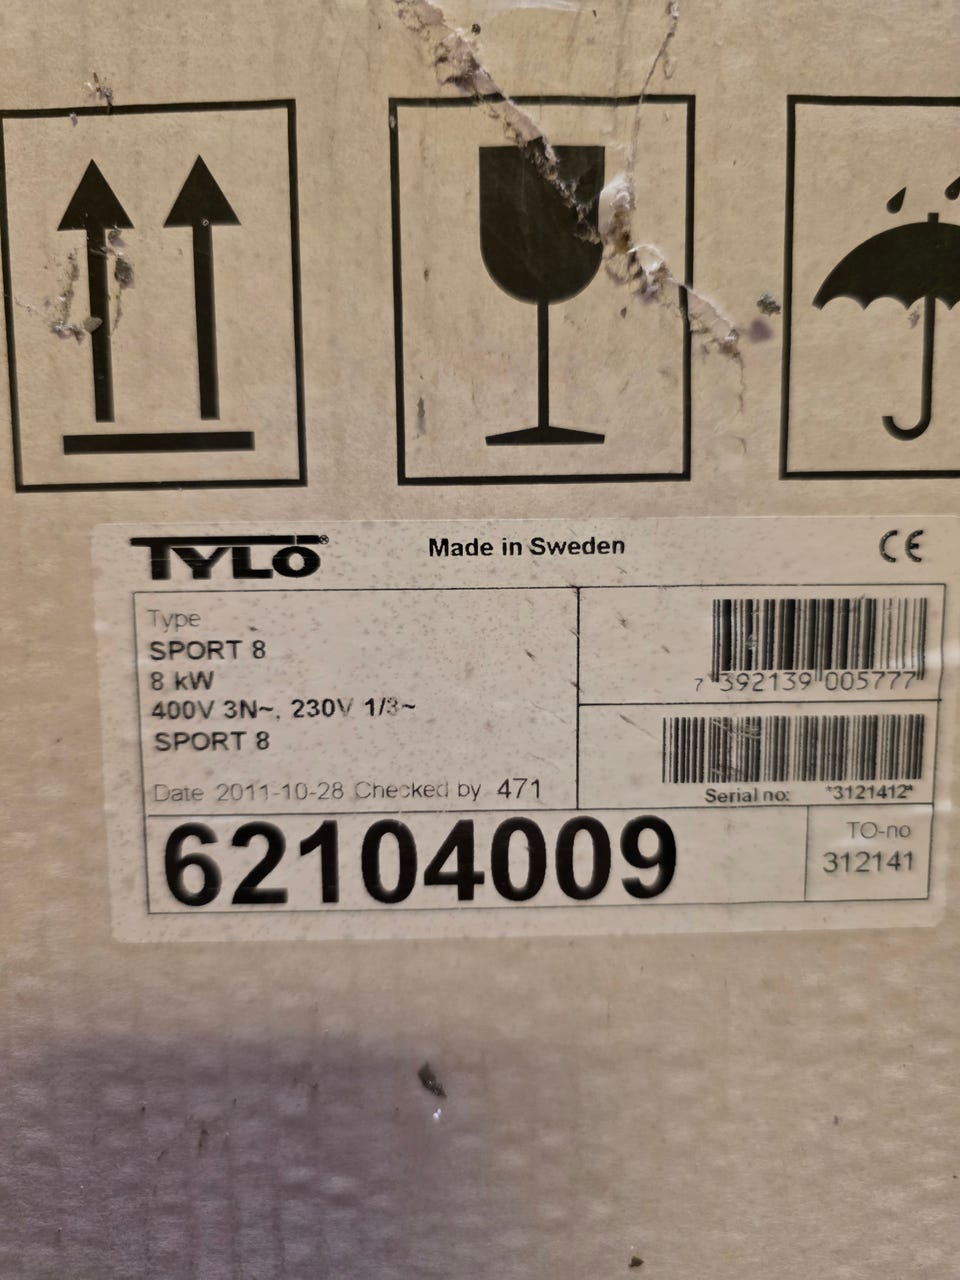 TYLÖ®
Made in Sweden
CE
Type
SPORT 8
8 kW
400V 3N~, 230V 1/3~
SPORT 8
Date 2011-10-28 Checked by 471
7 392139 005777
Serial no: *3121412*
62104009
TO-no
312141